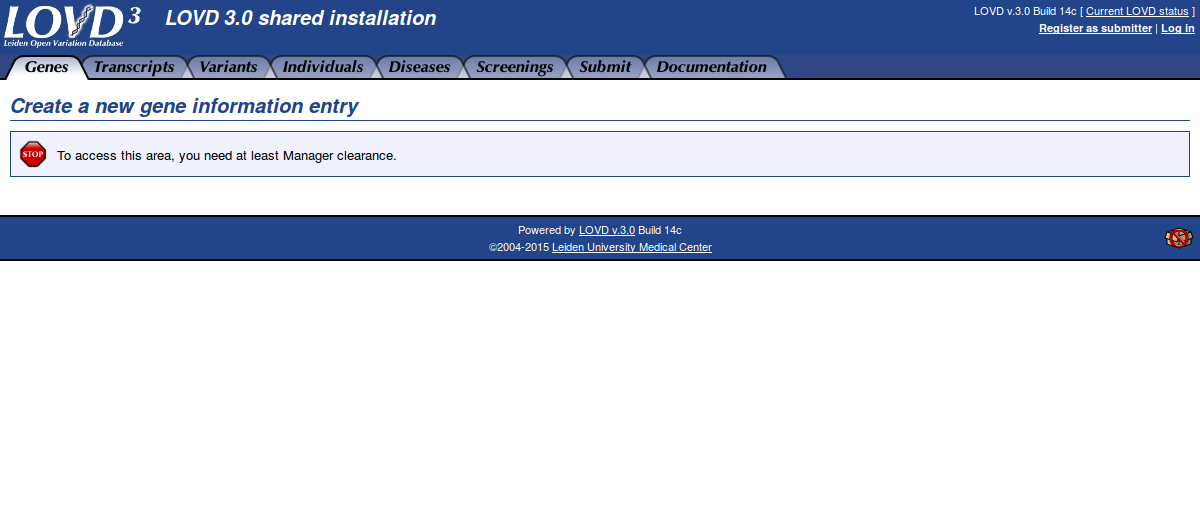 LOVD 3
Leiden Open Variation Database
LOVD 3.0 shared installation
LOVD v.3.0 Build 14c [ Current LOVD status ]
Register as submitter | Log in
Genes Transcripts Variants Individuals Diseases Screenings Submit Documentation
Create a new gene information entry
STOP To access this area, you need at least Manager clearance.
Powered by LOVD v.3.0 Build 14c
©2004-2015 Leiden University Medical Center